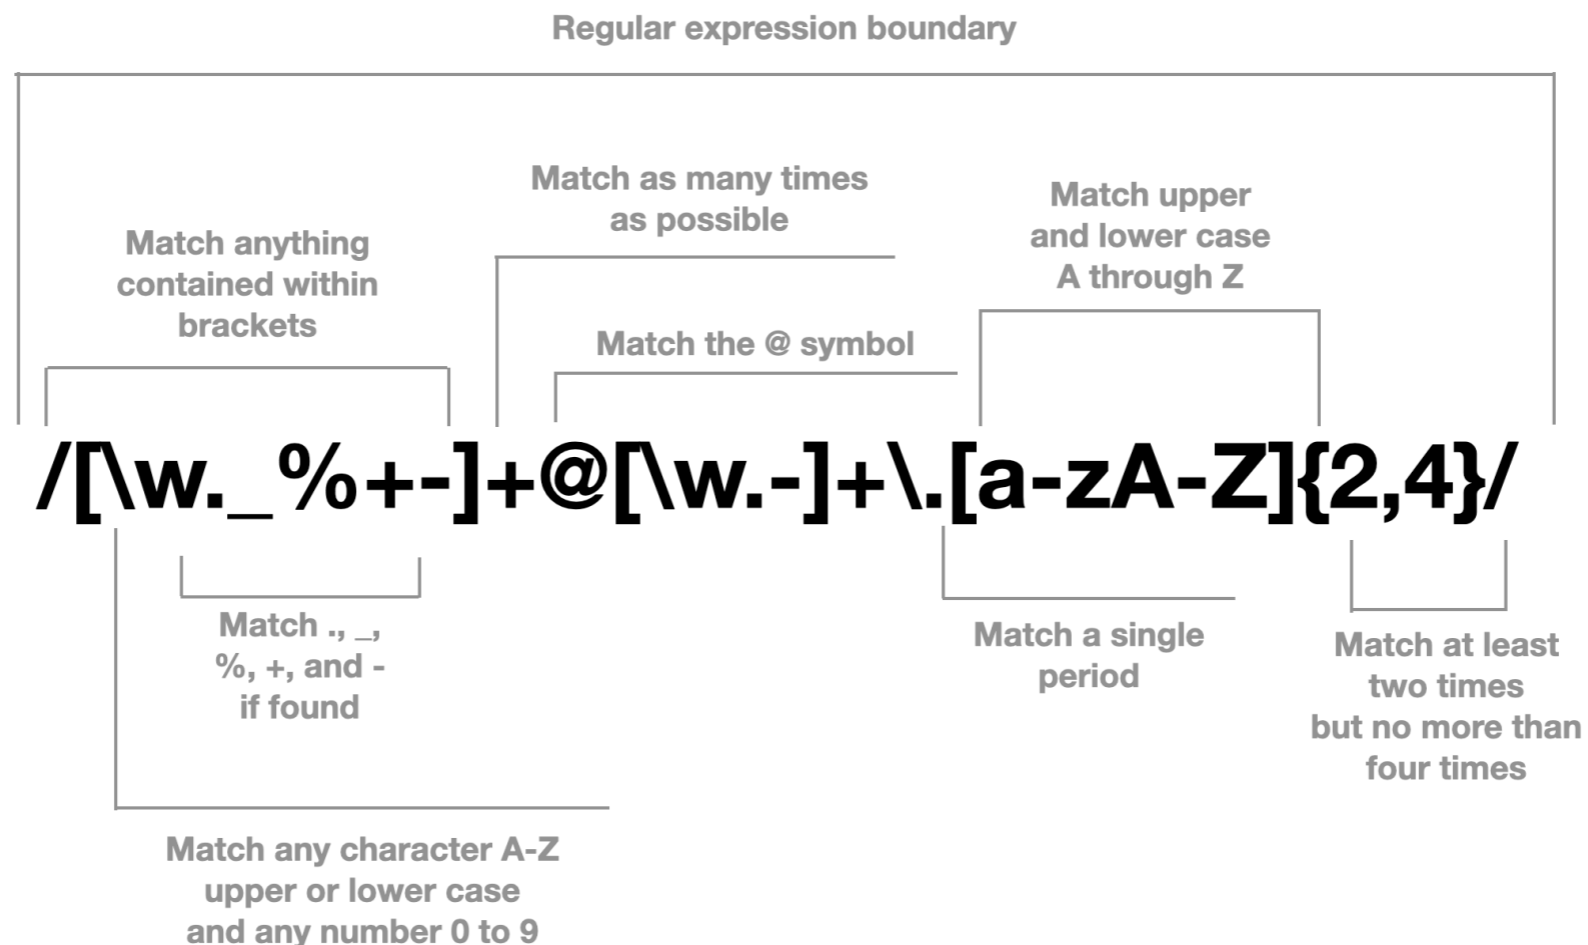 Regular expression boundary
Match as many times
as possible
Match upper
and lower case
A through Z
Match anything
contained within
brackets
Match the @ symbol
/[\w._%+-]+@[\w.-]+\.[a-zA-Z]{2,4}/
Match ., _,
%, +, and -
if found
Match a single
period
Match at least
two times
but no more than
four times
Match any character A-Z
upper or lower case
and any number 0 to 9